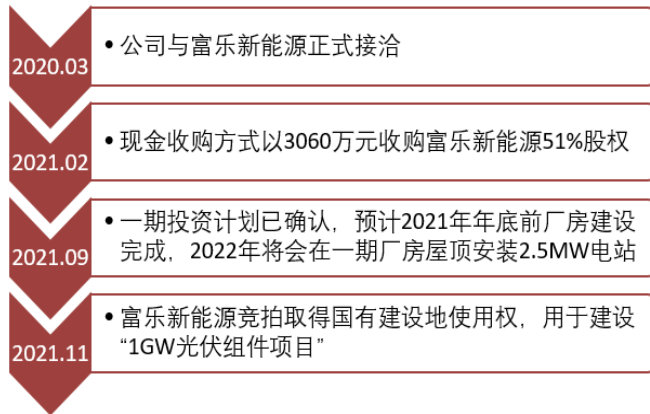 2020.03
• 公司与富乐新能源正式接洽
2021.02
• 现金收购方式以3060万元收购富乐新能源51%股权
2021.09
• 一期投资计划已确认，预计2021年年底前厂房建设
完成，2022年将会在一期厂房屋顶安装2.5MW电站
2021.11
• 富乐新能源竞拍取得国有建设地使用权，用于建设
“1GW光伏组件项目”